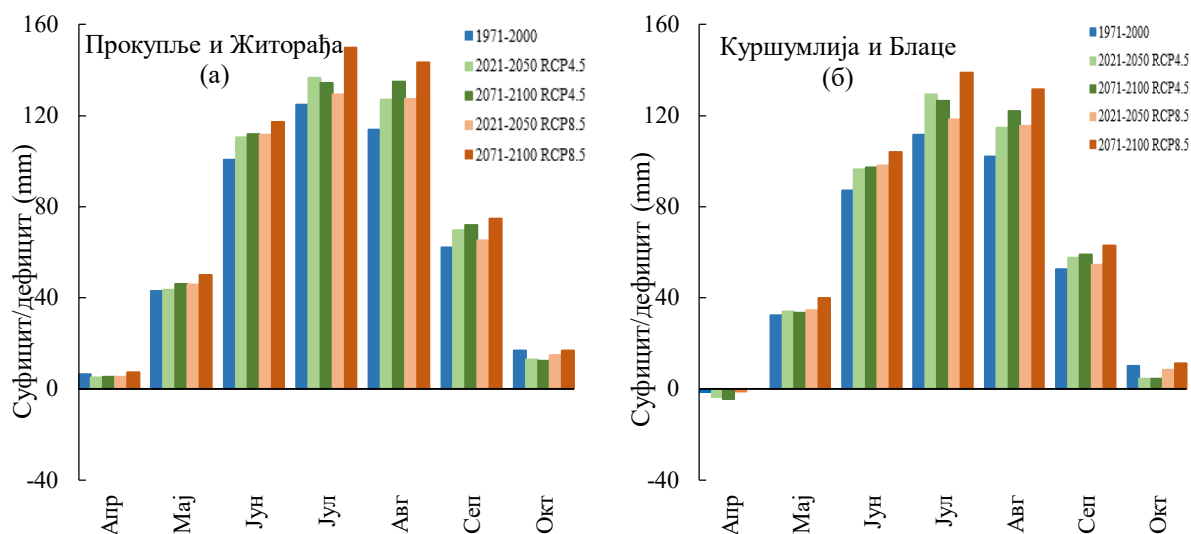 Прокупље и Житорађа
(а)
Суфицит/дефицит (mm)
160
120
80
40
0
-40
1971-2000
2021-2050 RCP4.5
2071-2100 RCP4.5
2021-2050 RCP8.5
2071-2100 RCP8.5
Апр
Мај
Јун
Јул
Авг
Сеп
Окт
Куршумлија и Блаце
(б)
Суфицит/дефицит (mm)
160
120
80
40
0
-40
1971-2000
2021-2050 RCP4.5
2071-2100 RCP4.5
2021-2050 RCP8.5
2071-2100 RCP8.5
Апр
Мај
Јун
Јул
Авг
Сеп
Окт